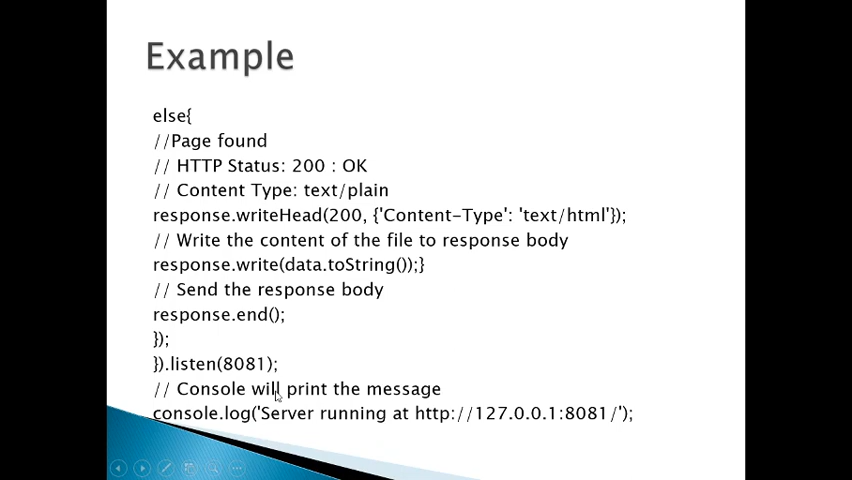 Example
else{
//Page found
// HTTP Status: 200 : OK
// Content Type: text/plain
response.writeHead(200, {'Content-Type': 'text/html'});
// Write the content of the file to response body
response.write(data.toString());}
// Send the response body
response.end();
});
}).listen(8081);
// Console will print the message
console.log('Server running at http://127.0.0.1:8081/');